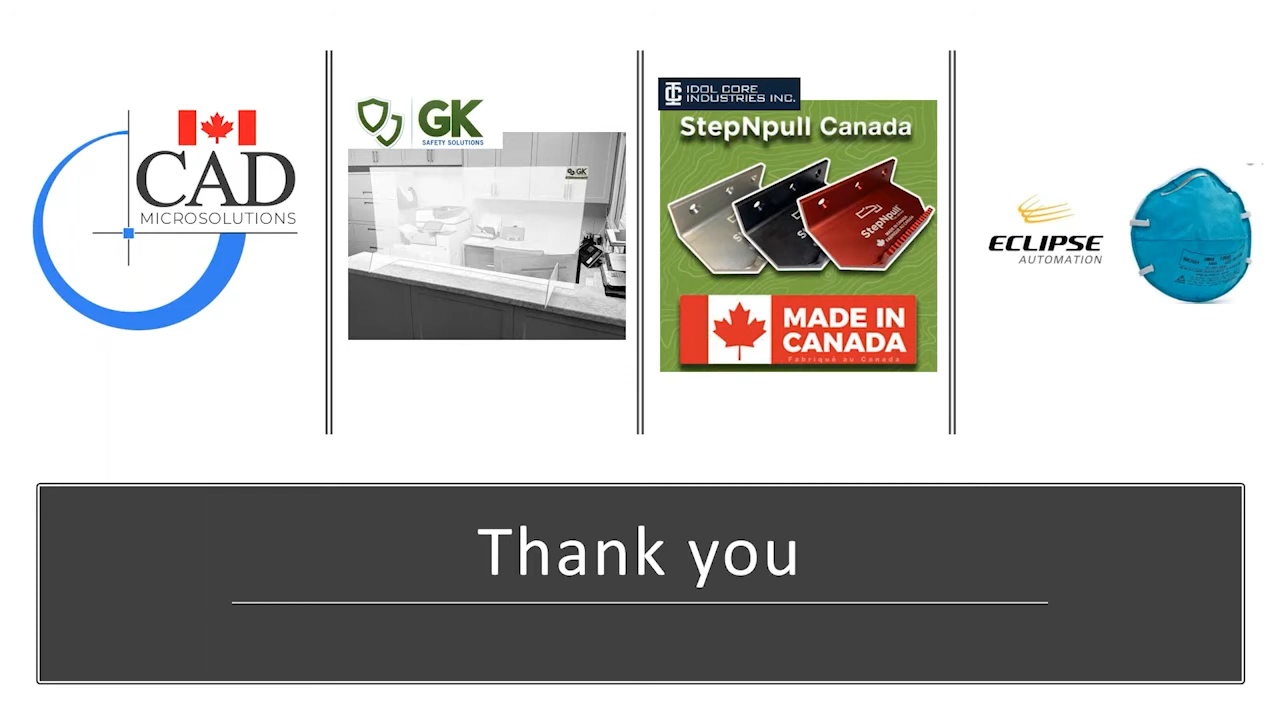 CAD
MICROSOLUTIONS
GK
SAFETY SOLUTIONS
GK
IDOL CORE
INDUSTRIES INC.
StepNpull Canada
StepNpull
MADE IN
CANADA
Fabriqué au Canada
ECLIPSE
AUTOMATION
Thank you